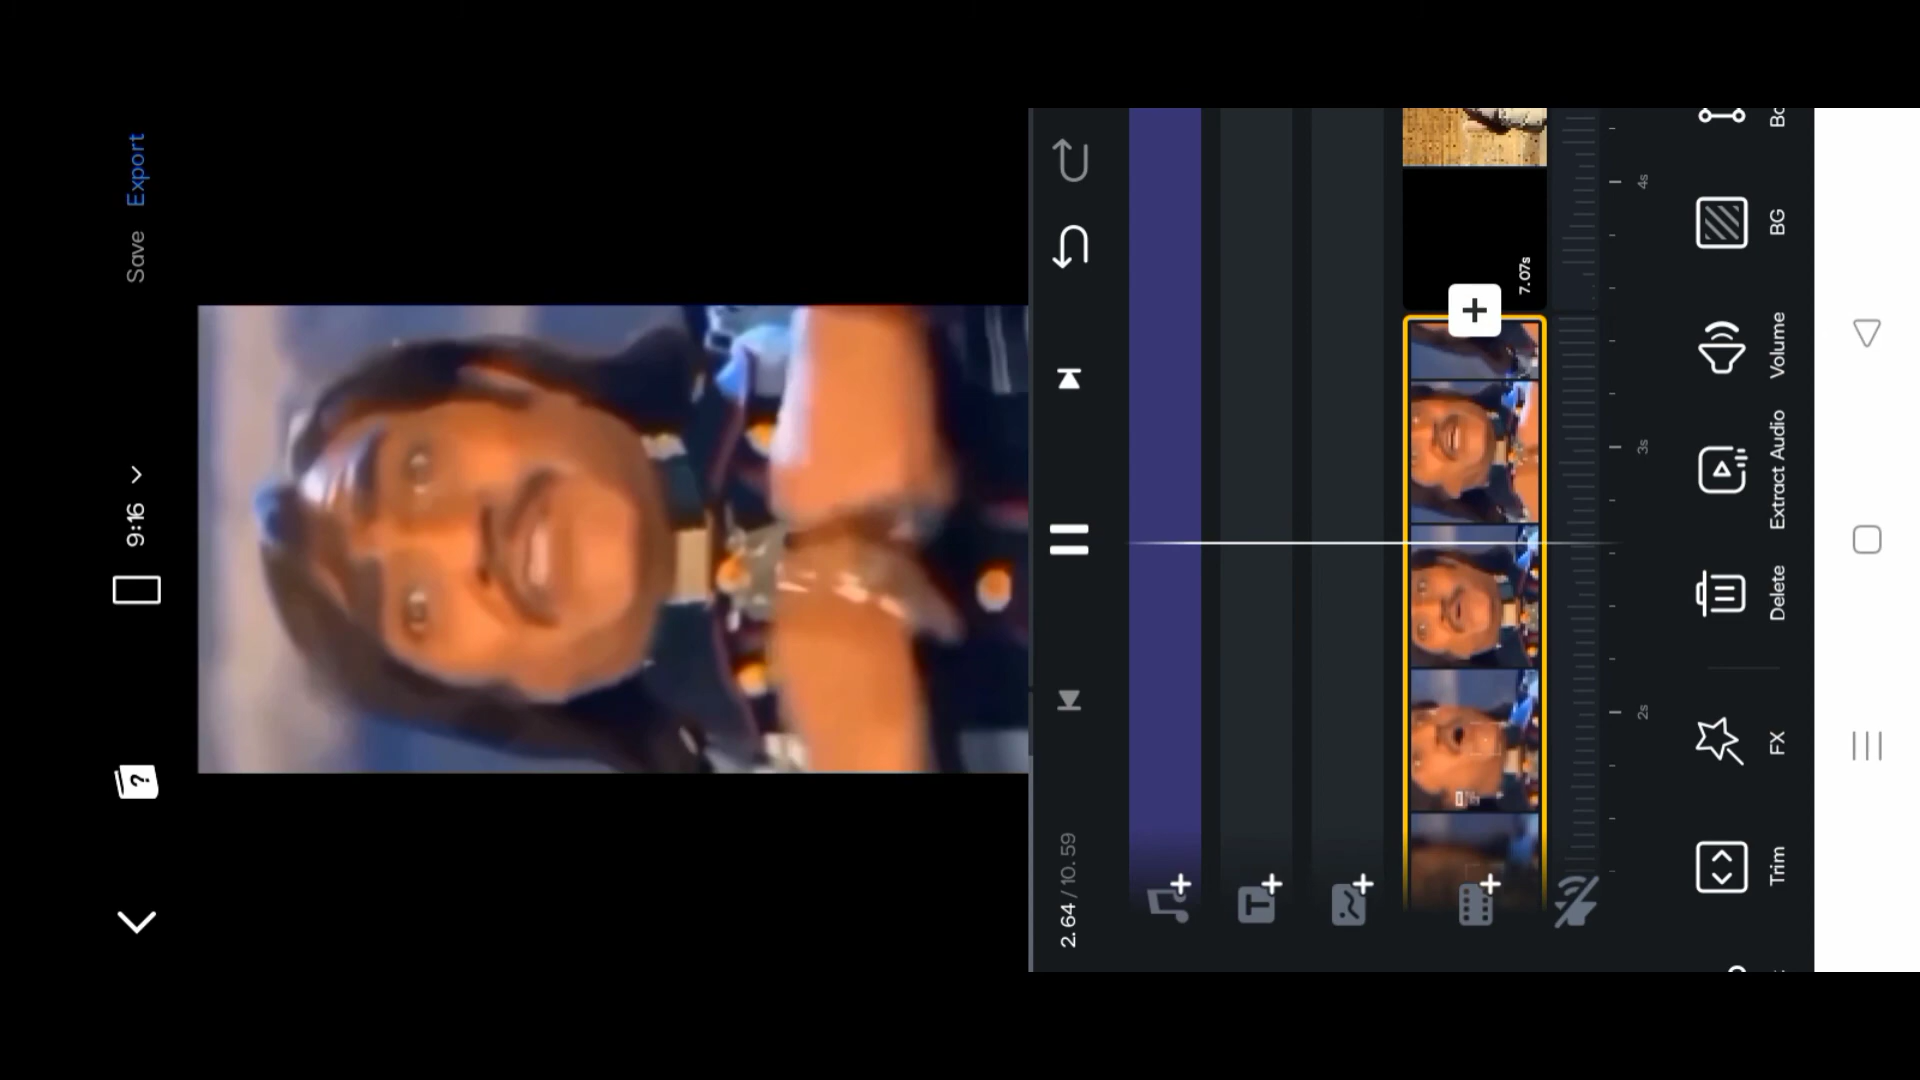 ?
9:16
Save Export
2.64 / 10.59
2s
3s
4s
7.07s
Trim
FX
Delete
Extract Audio
Volume
BG